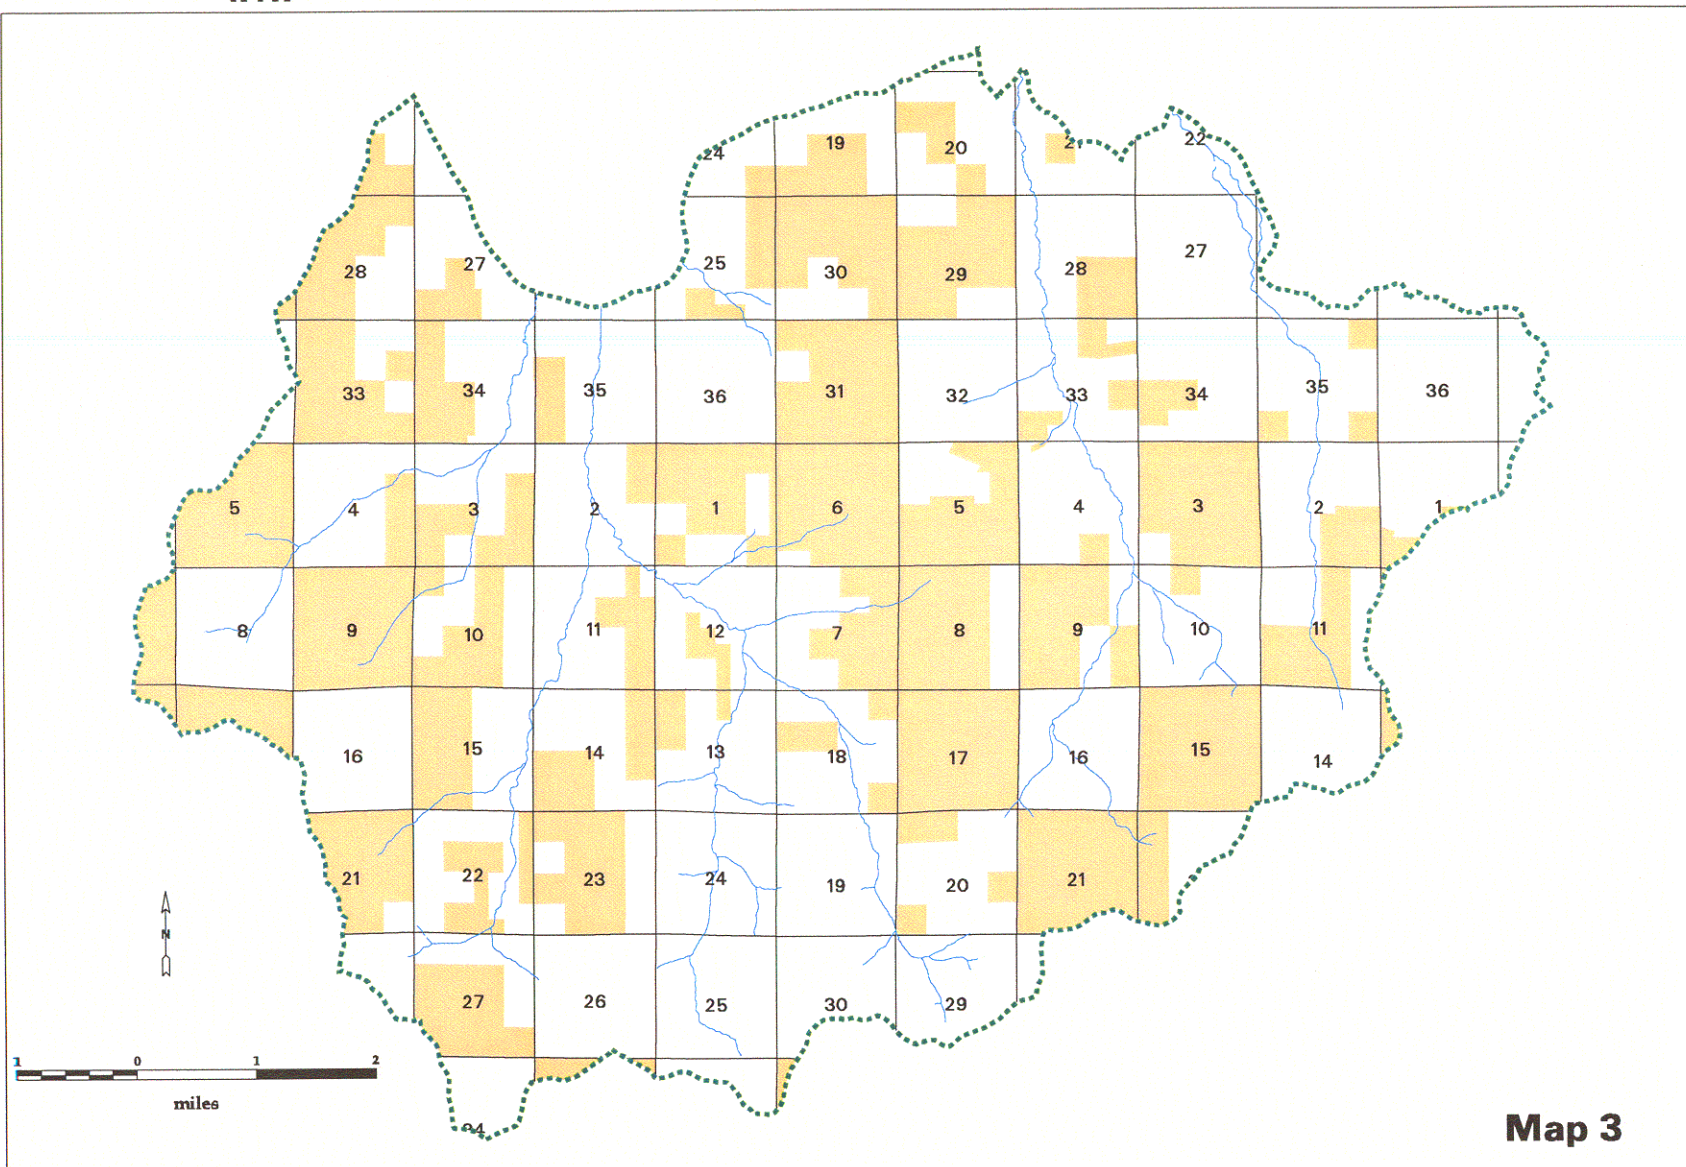 24 19 20 21 22
28 27 25 30 29 28 27
33 34 35 36 31 32 33 34 35 36
5 4 3 2 1 6 5 4 3 2 1
8 9 10 11 12 7 8 9 10 11
16 15 14 13 18 17 16 15 14
21 22 23 24 19 20 21
N
27 26 25 30 29
1 0 1 2
miles
34
Map 3